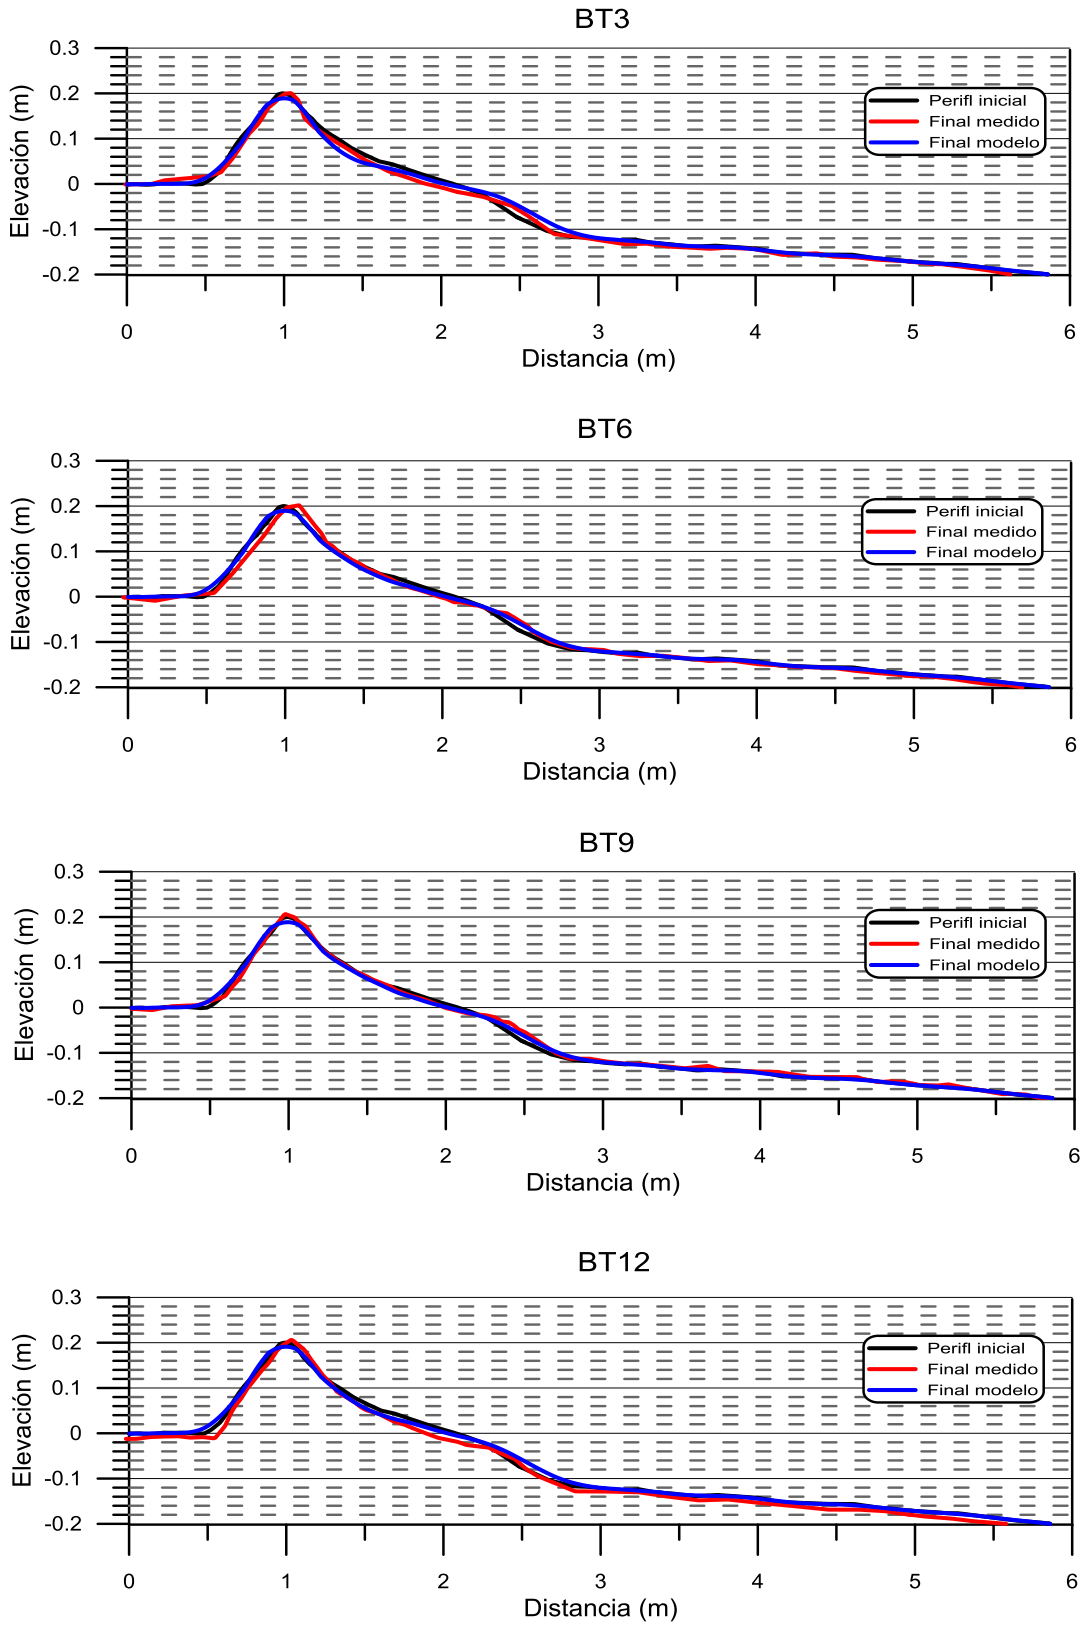 BT3
0.3
0.2
0.1
0
-0.1
-0.2
Elevación (m)
Perifl inicial
Final medido
Final modelo
0 1 2 3 4 5 6
Distancia (m)
BT6
0.3
0.2
0.1
0
-0.1
-0.2
Elevación (m)
Perifl inicial
Final medido
Final modelo
0 1 2 3 4 5 6
Distancia (m)
BT9
0.3
0.2
0.1
0
-0.1
-0.2
Elevación (m)
Perifl inicial
Final medido
Final modelo
0 1 2 3 4 5 6
Distancia (m)
BT12
0.3
0.2
0.1
0
-0.1
-0.2
Elevación (m)
Perifl inicial
Final medido
Final modelo
0 1 2 3 4 5 6
Distancia (m)